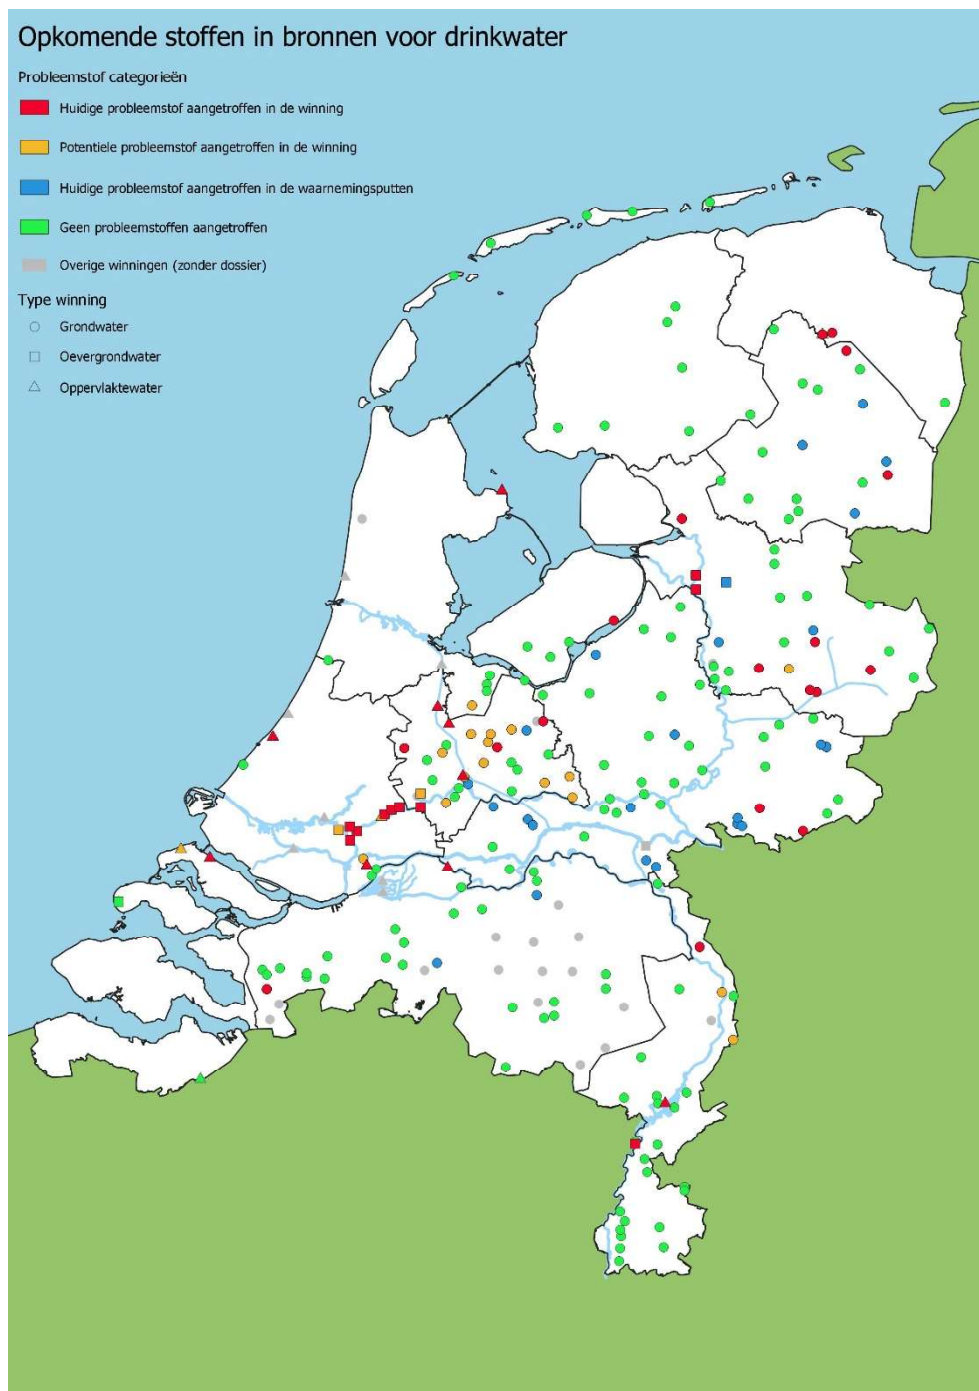 Opkomende stoffen in bronnen voor drinkwater
Probleemstof categorieën
Huidige probleemstof aangetroffen in de winning
Potentiele probleemstof aangetroffen in de winning
Huidige probleemstof aangetroffen in de waarnemingsputten
Geen probleemstoffen aangetroffen
Overige winningen (zonder dossier)
Type winning
Grondwater
Oevergrondwater
Oppervlaktewater